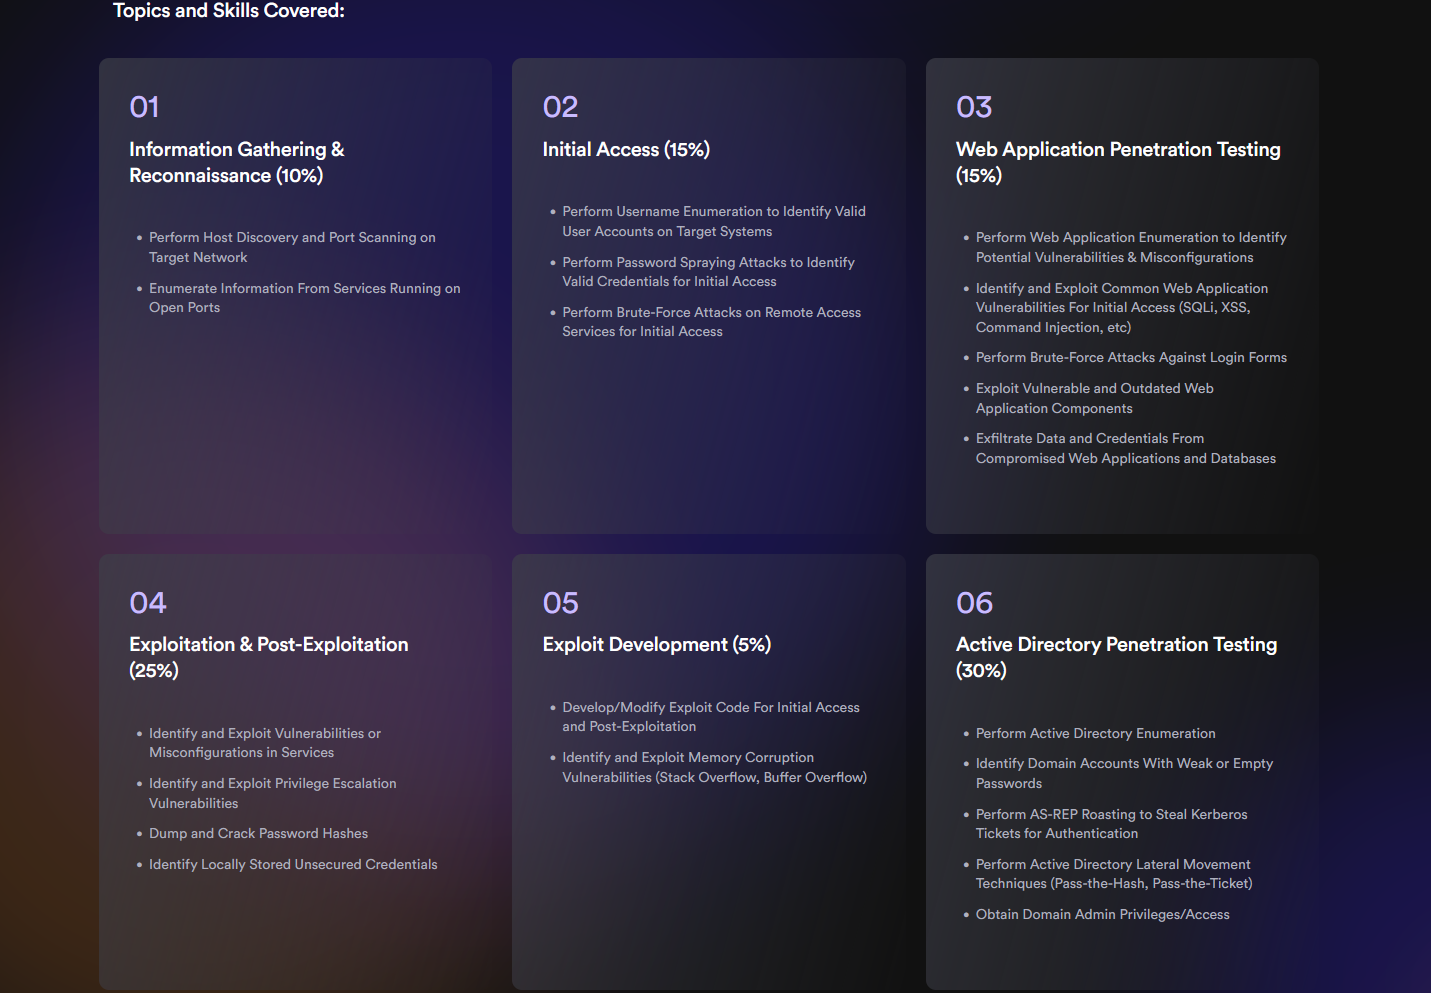 Topics and Skills Covered:
01
Information Gathering &
Reconnaissance (10%)
• Perform Host Discovery and Port Scanning on
Target Network
• Enumerate Information From Services Running on
Open Ports
02
Initial Access (15%)
• Perform Username Enumeration to Identify Valid
User Accounts on Target Systems
• Perform Password Spraying Attacks to Identify
Valid Credentials for Initial Access
• Perform Brute-Force Attacks on Remote Access
Services for Initial Access
03
Web Application Penetration Testing
(15%)
• Perform Web Application Enumeration to Identify
Potential Vulnerabilities & Misconfigurations
• Identify and Exploit Common Web Application
Vulnerabilities For Initial Access (SQLi, XSS,
Command Injection, etc)
• Perform Brute-Force Attacks Against Login Forms
• Exploit Vulnerable and Outdated Web
Application Components
• Exfiltrate Data and Credentials From
Compromised Web Applications and Databases
04
Exploitation & Post-Exploitation
(25%)
• Identify and Exploit Vulnerabilities or
Misconfigurations in Services
• Identify and Exploit Privilege Escalation
Vulnerabilities
• Dump and Crack Password Hashes
• Identify Locally Stored Unsecured Credentials
05
Exploit Development (5%)
• Develop/Modify Exploit Code For Initial Access
and Post-Exploitation
• Identify and Exploit Memory Corruption
Vulnerabilities (Stack Overflow, Buffer Overflow)
06
Active Directory Penetration Testing
(30%)
• Perform Active Directory Enumeration
• Identify Domain Accounts With Weak or Empty
Passwords
• Perform AS-REP Roasting to Steal Kerberos
Tickets for Authentication
• Perform Active Directory Lateral Movement
Techniques (Pass-the-Hash, Pass-the-Ticket)
• Obtain Domain Admin Privileges/Access